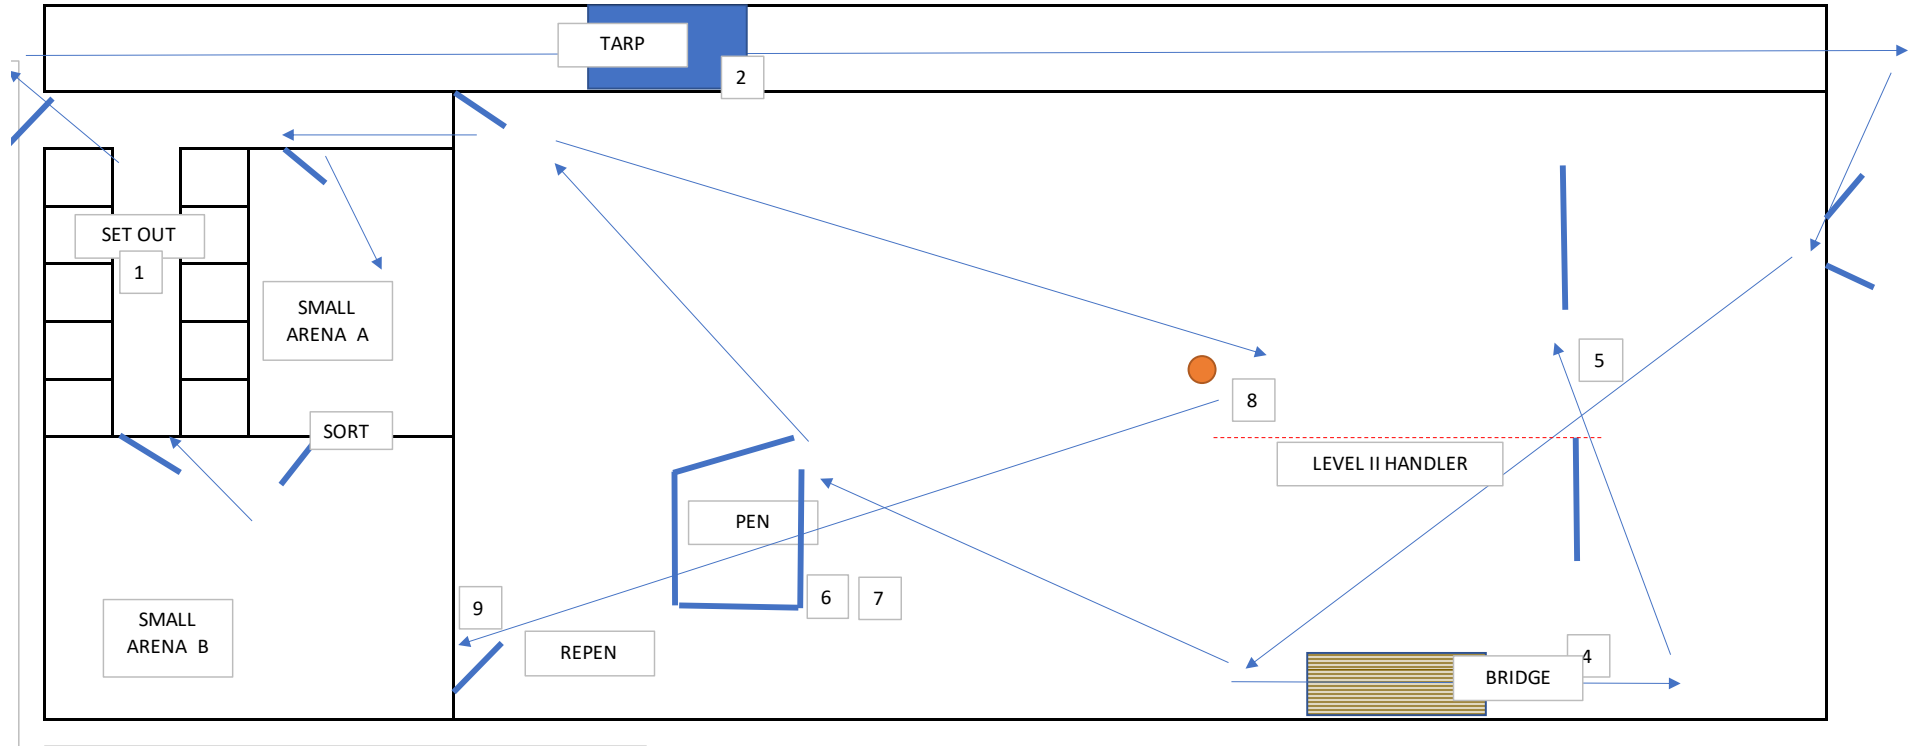 TARP
2
SET OUT
1
SMALL
ARENA A
SORT
5
8
LEVEL II HANDLER
PEN
6
7
9
SMALL
ARENA B
REPEN
4
BRIDGE